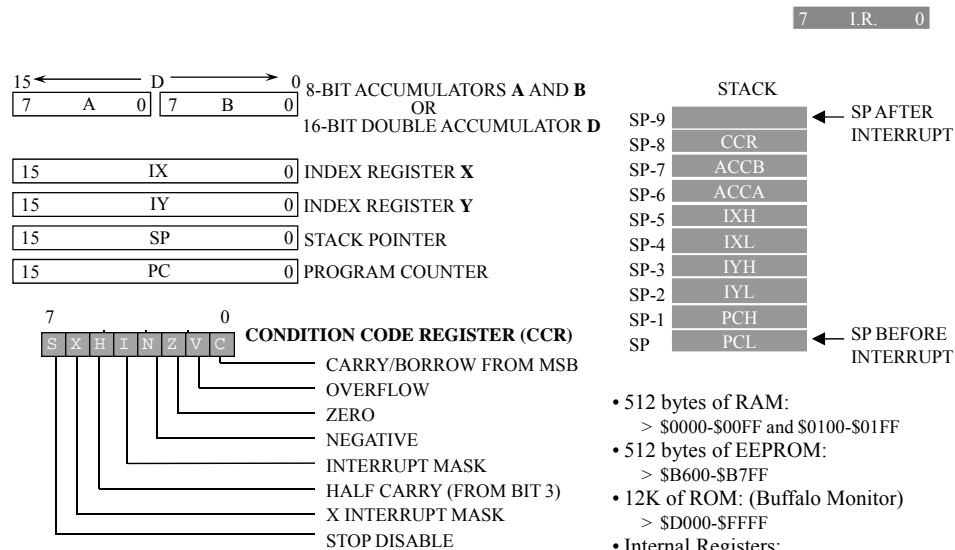 7 I.R. 0
15 D 0
7 A 0 7 B 0
8-BIT ACCUMULATORS A AND B
OR
16-BIT DOUBLE ACCUMULATOR D
15 IX 0 INDEX REGISTER X
15 IY 0 INDEX REGISTER Y
15 SP 0 STACK POINTER
15 PC 0 PROGRAM COUNTER
7 0
CONDITION CODE REGISTER (CCR)
S X H I N Z V C
CARRY/BORROW FROM MSB
OVERFLOW
ZERO
NEGATIVE
INTERRUPT MASK
HALF CARRY (FROM BIT 3)
X INTERRUPT MASK
STOP DISABLE
STACK
SP-9
SP AFTER
INTERRUPT
SP-8 CCR
SP-7 ACCB
SP-6 ACCA
SP-5 IXH
SP-4 IXL
SP-3 IYH
SP-2 IYL
SP-1 PCH
SP PCL
SP BEFORE
INTERRUPT
• 512 bytes of RAM:
> $0000-$00FF and $0100-$01FF
• 512 bytes of EEPROM:
> $B600-$B7FF
• 12K of ROM: (Buffalo Monitor)
> $D000-$FFFF
• Internal Registers: